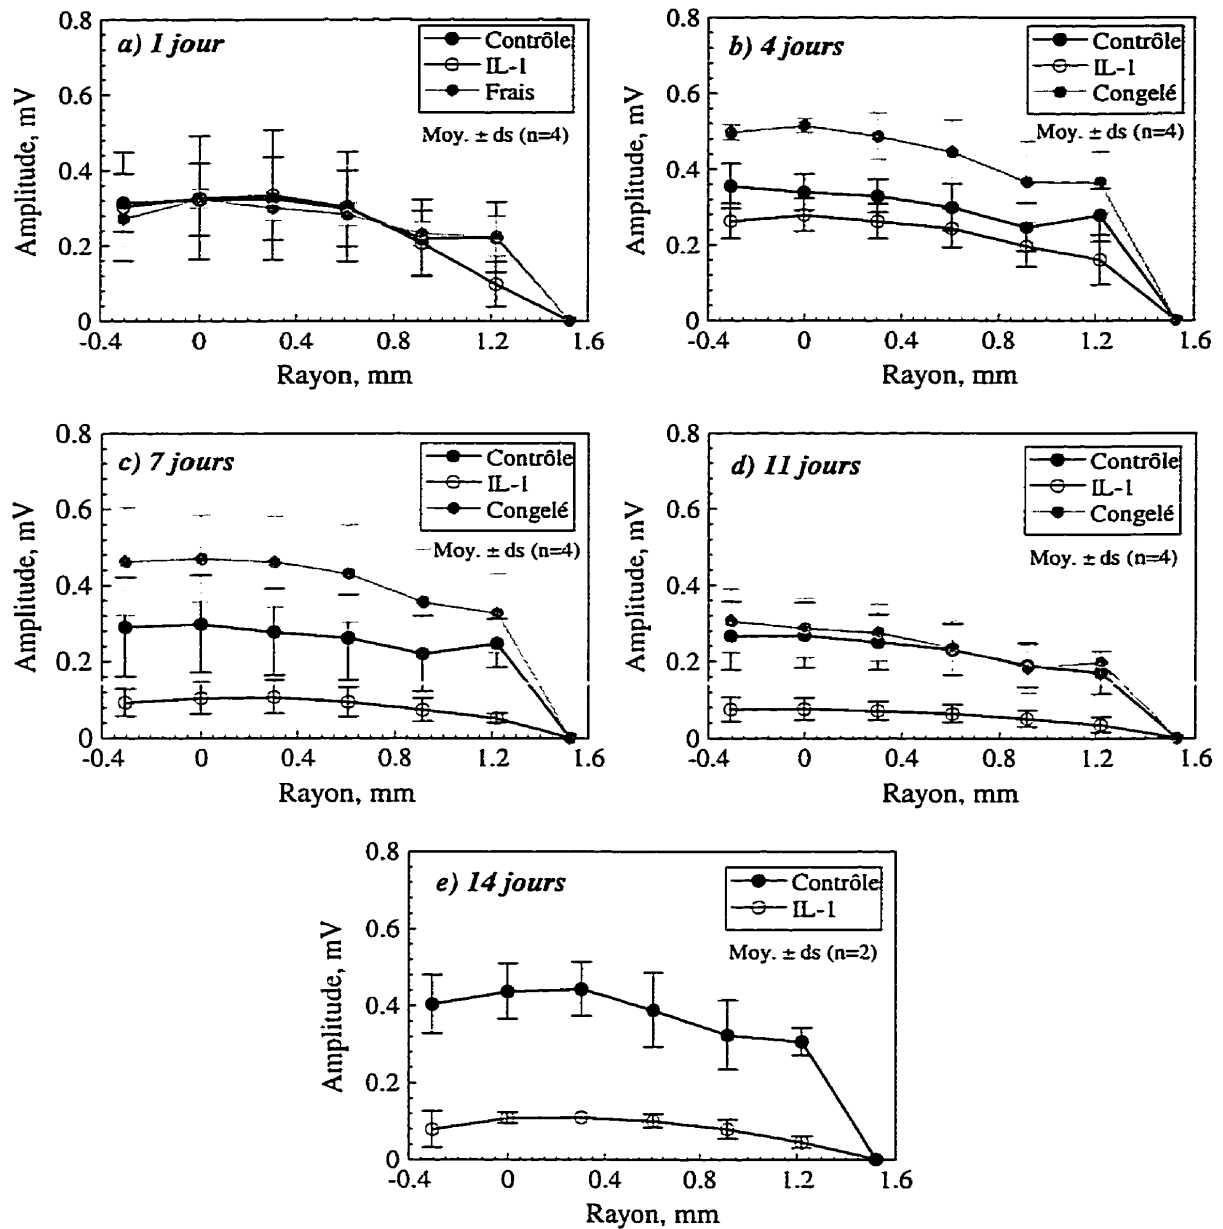 a) 1 jour
Contrôle
IL-1
Frais
Moy. ± ds (n=4)
Amplitude, mV
0.8
0.6
0.4
0.2
0
-0.4
0
0.4
0.8
1.2
1.6
Rayon, mm
b) 4 jours
Contrôle
IL-1
Congelé
Moy. ± ds (n=4)
Amplitude, mV
0.8
0.6
0.4
0.2
0
-0.4
0
0.4
0.8
1.2
1.6
Rayon, mm
c) 7 jours
Contrôle
IL-1
Congelé
Moy. ± ds (n=4)
Amplitude, mV
0.8
0.6
0.4
0.2
0
-0.4
0
0.4
0.8
1.2
1.6
Rayon, mm
d) 11 jours
Contrôle
IL-1
Congelé
Moy. ± ds (n=4)
Amplitude, mV
0.8
0.6
0.4
0.2
0
-0.4
0
0.4
0.8
1.2
1.6
Rayon, mm
e) 14 jours
Contrôle
IL-1
Moy. ± ds (n=2)
Amplitude, mV
0.8
0.6
0.4
0.2
0
-0.4
0
0.4
0.8
1.2
1.6
Rayon, mm